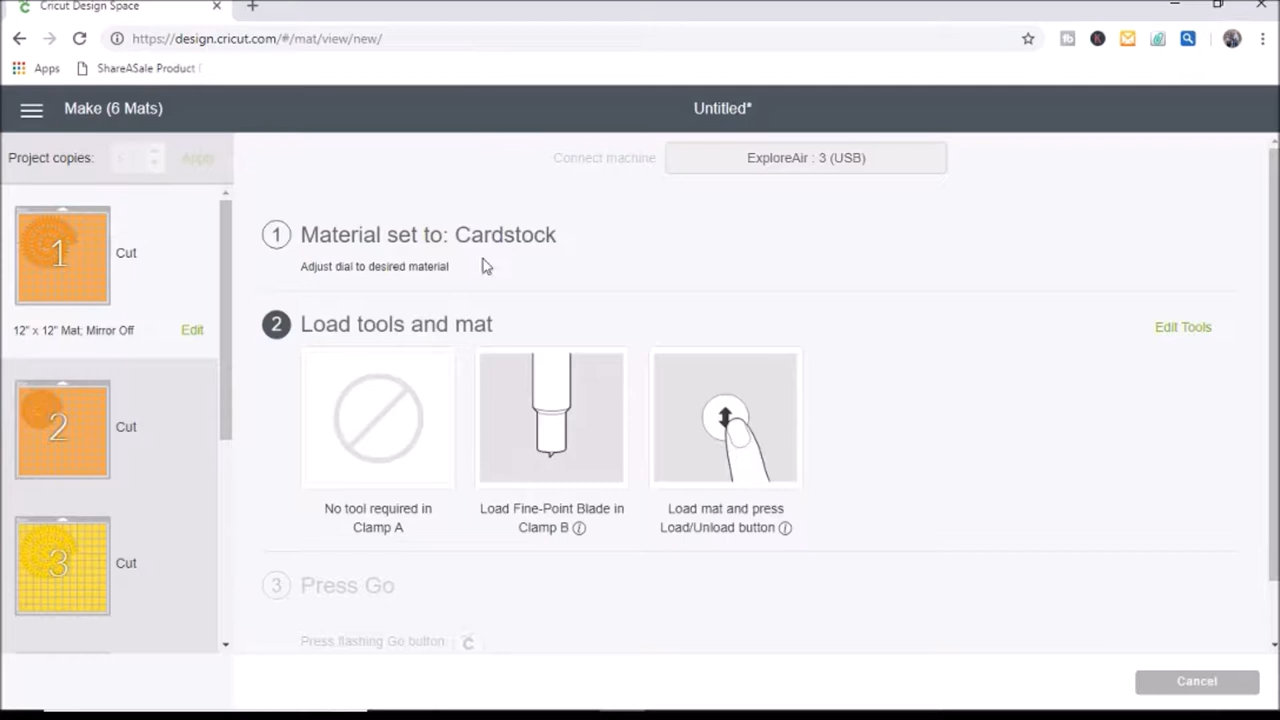 Cricut Design Space
https://design.cricut.com/#/mat/view/new/
Apps
ShareASale Product
Make (6 Mats)
Untitled*
Project copies:
Apply
Connect machine
ExploreAir : 3 (USB)
1
Cut
12" x 12" Mat; Mirror Off
Edit
2
Cut
3
Cut
1
Material set to: Cardstock
Adjust dial to desired material
2
Load tools and mat
Edit Tools
No tool required in
Clamp A
Load Fine-Point Blade in
Clamp B
Load mat and press
Load/Unload button
3
Press Go
Press flashing Go button
Cancel